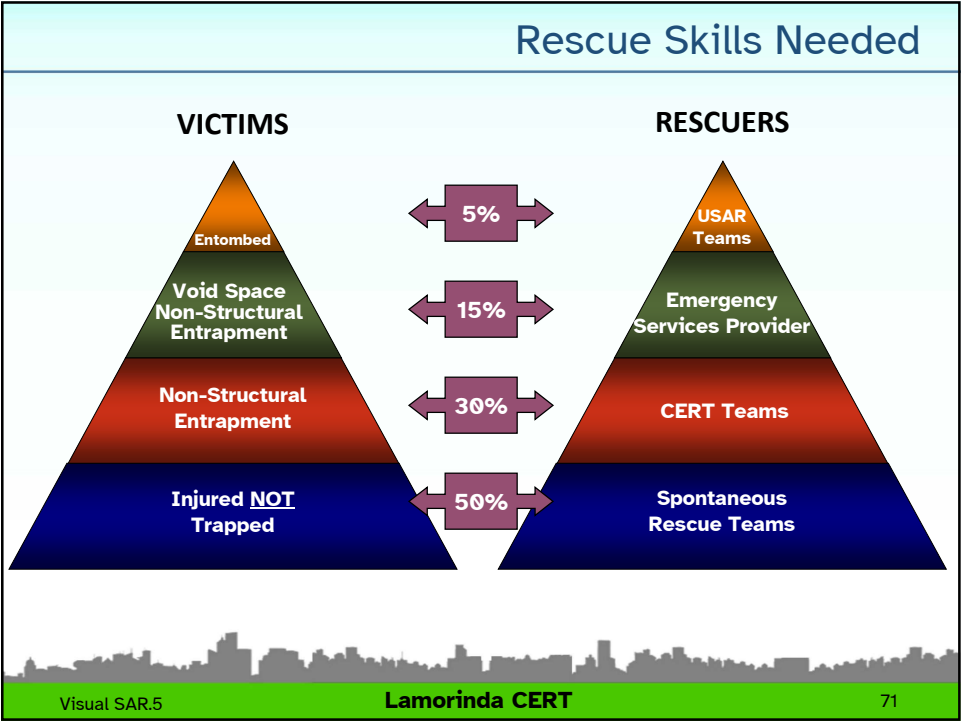 Rescue Skills Needed
VICTIMS
RESCUERS
Entombed
5%
USAR
Teams
Void Space
Non-Structural
Entrapment
15%
Emergency
Services Provider
Non-Structural
Entrapment
30%
CERT Teams
Injured NOT
Trapped
50%
Spontaneous
Rescue Teams
Visual SAR.5
Lamorinda CERT
71